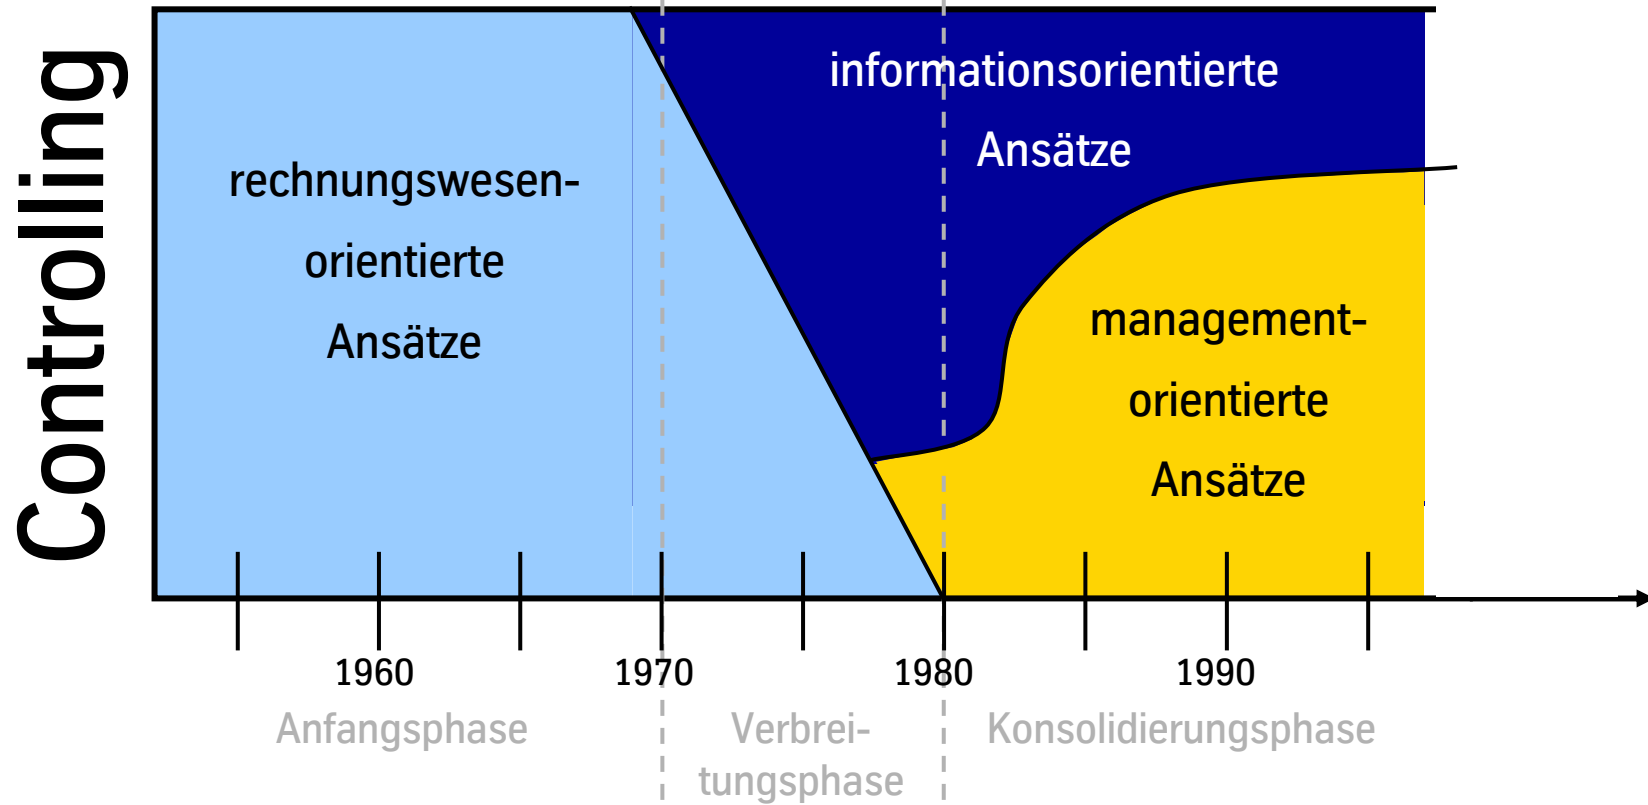 Controlling
informationsorientierte
Ansätze
rechnungswesen-
orientierte
Ansätze
management-
orientierte
Ansätze
1960
1970
1980
1990
Anfangsphase
Verbrei-
tungsphase
Konsolidierungsphase